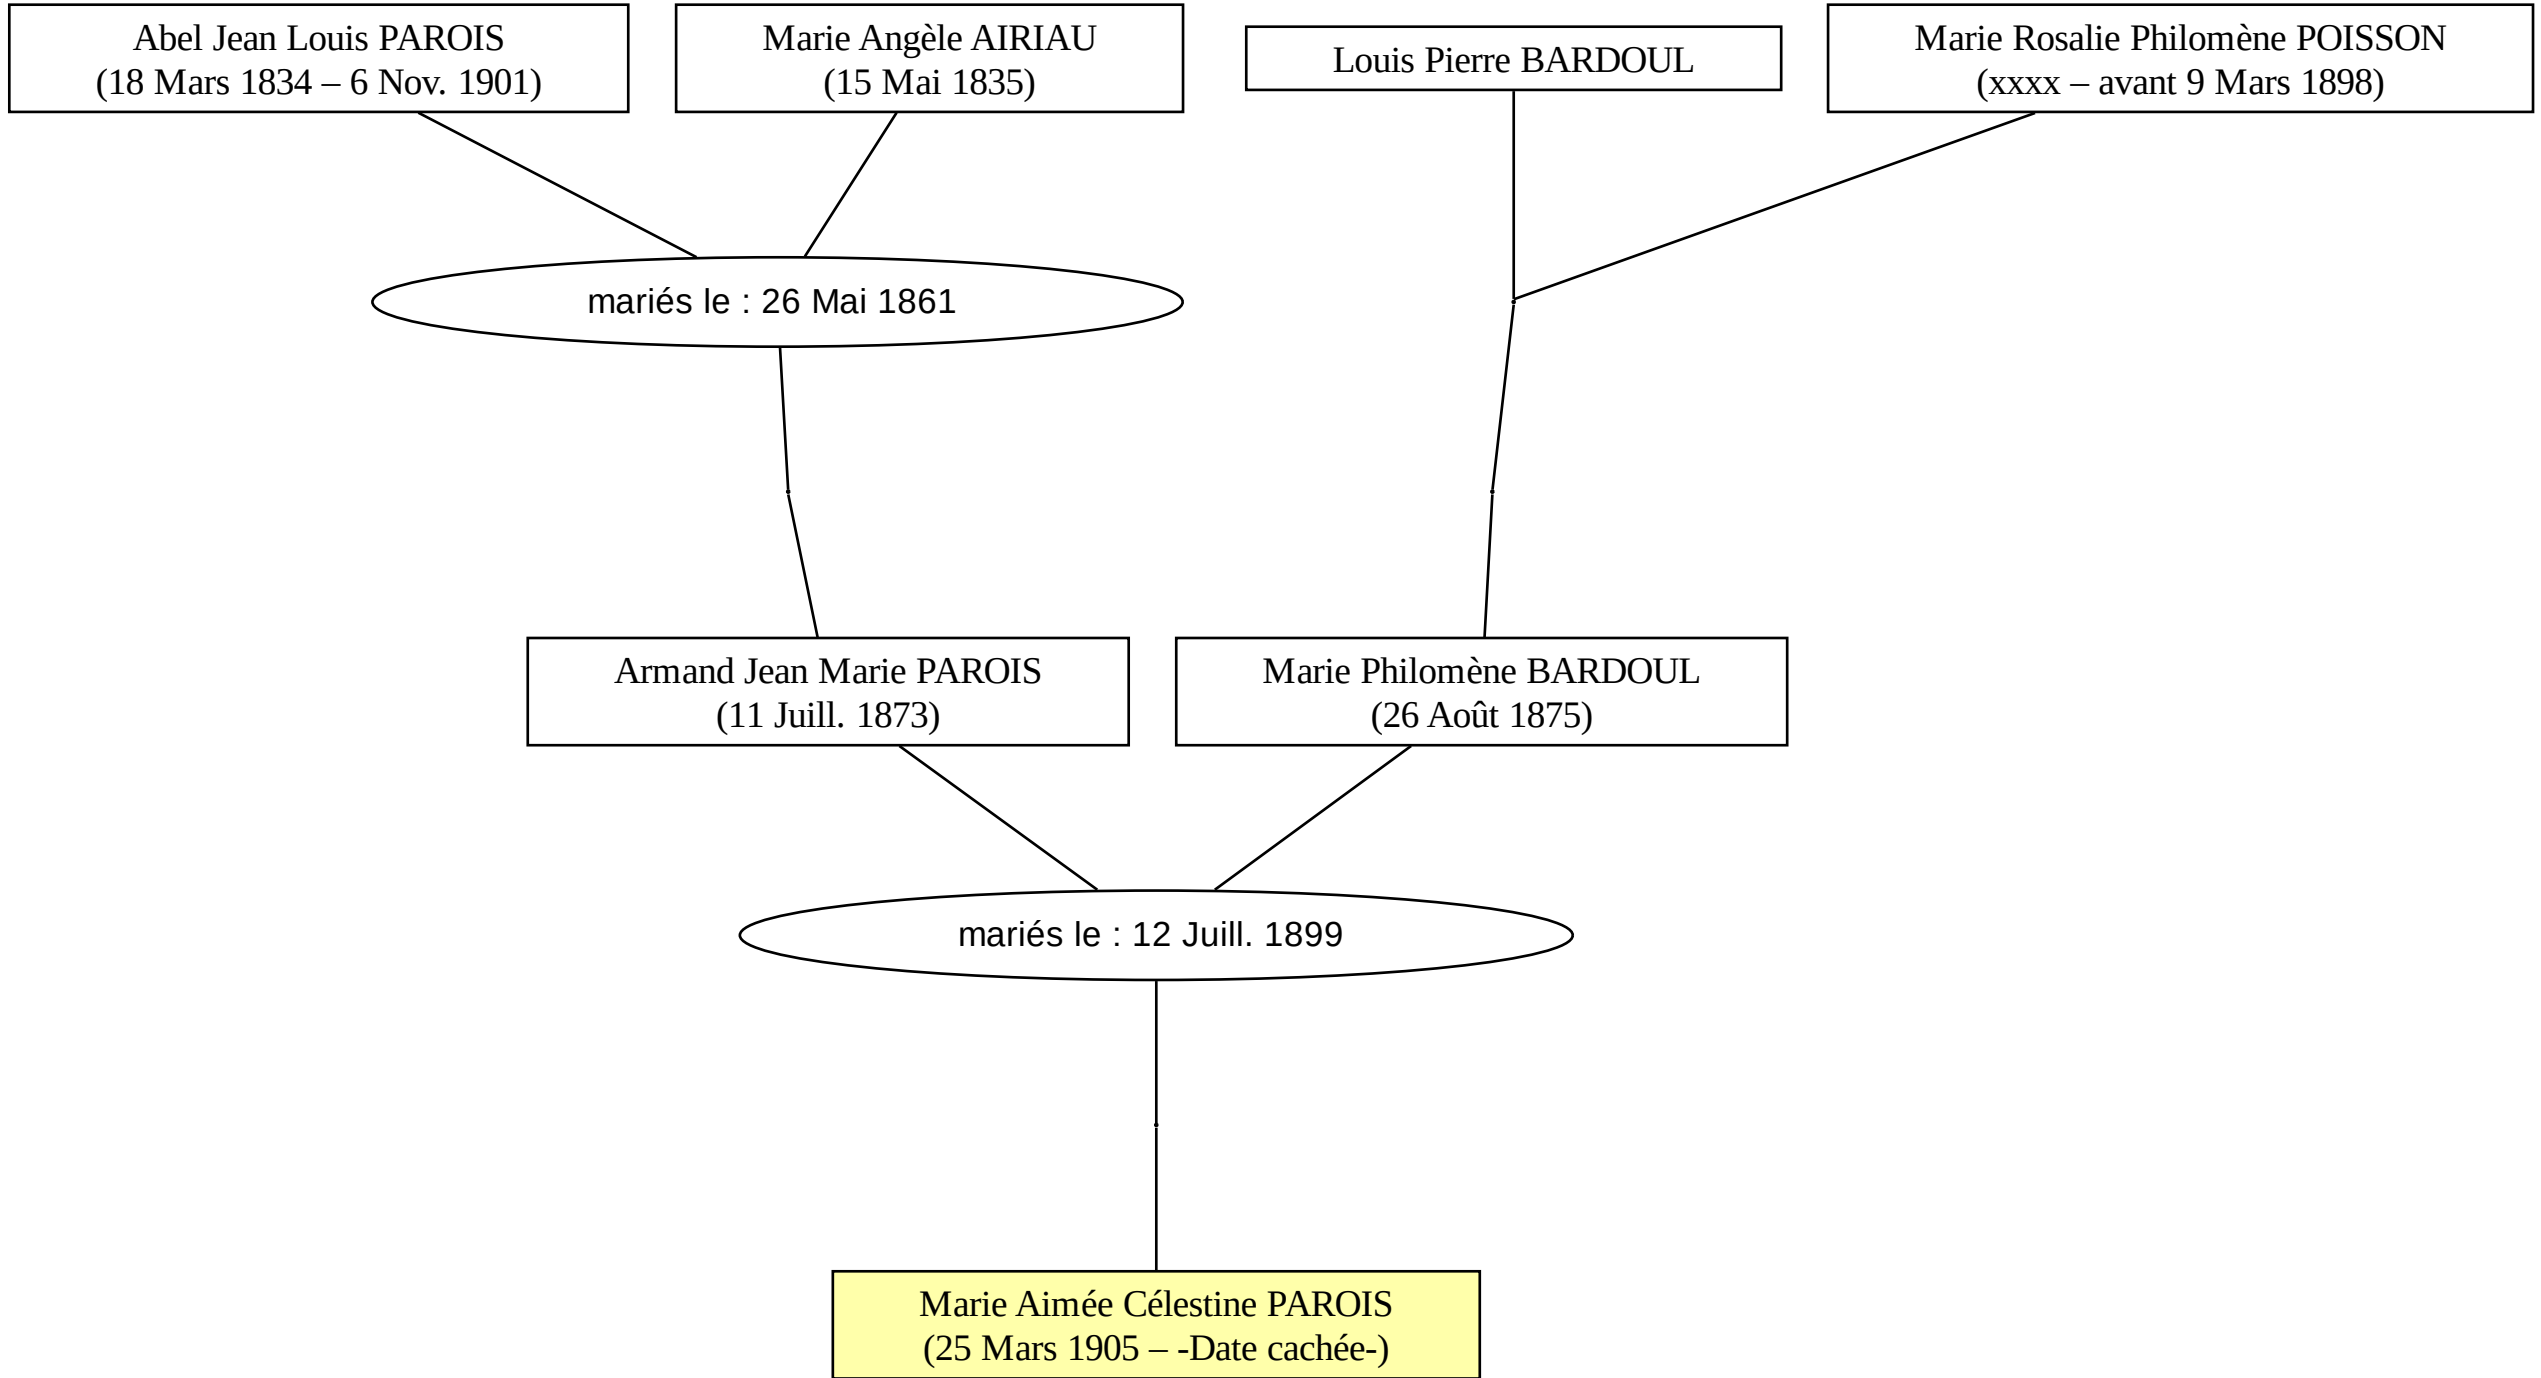 Abel Jean Louis PAROIS
(18 Mars 1834 – 6 Nov. 1901)
Marie Angèle AIRIAU
(15 Mai 1835)
Louis Pierre BARDOUL
Marie Rosalie Philomène POISSON
(xxxx – avant 9 Mars 1898)
mariés le : 26 Mai 1861
Armand Jean Marie PAROIS
(11 Juill. 1873)
Marie Philomène BARDOUL
(26 Août 1875)
mariés le : 12 Juill. 1899
Marie Aimée Célestine PAROIS
(25 Mars 1905 – -Date cachée-)